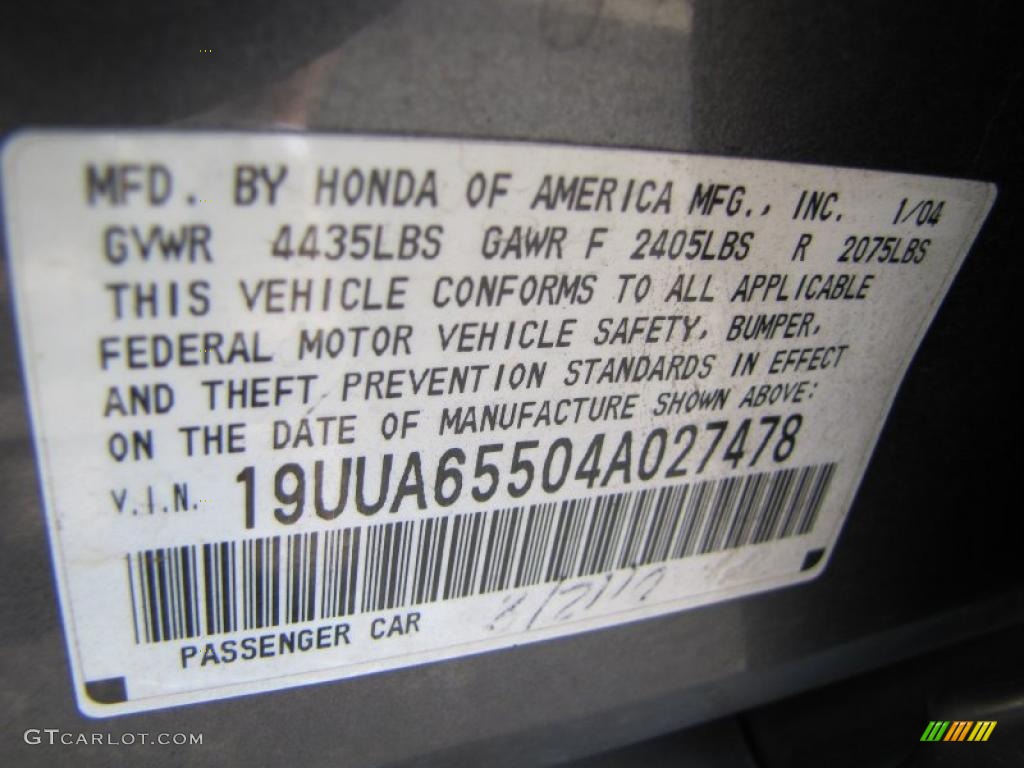 MFD. BY HONDA OF AMERICA MFG., INC. 1/04
GVWR 4435LBS GAWR F 2405LBS R 2075LBS
THIS VEHICLE CONFORMS TO ALL APPLICABLE
FEDERAL MOTOR VEHICLE SAFETY, BUMPER,
AND THEFT PREVENTION STANDARDS IN EFFECT
ON THE DATE OF MANUFACTURE SHOWN ABOVE:
V.I.N. 19UUA65504A027478
PASSENGER CAR
GTCARLOT.COM